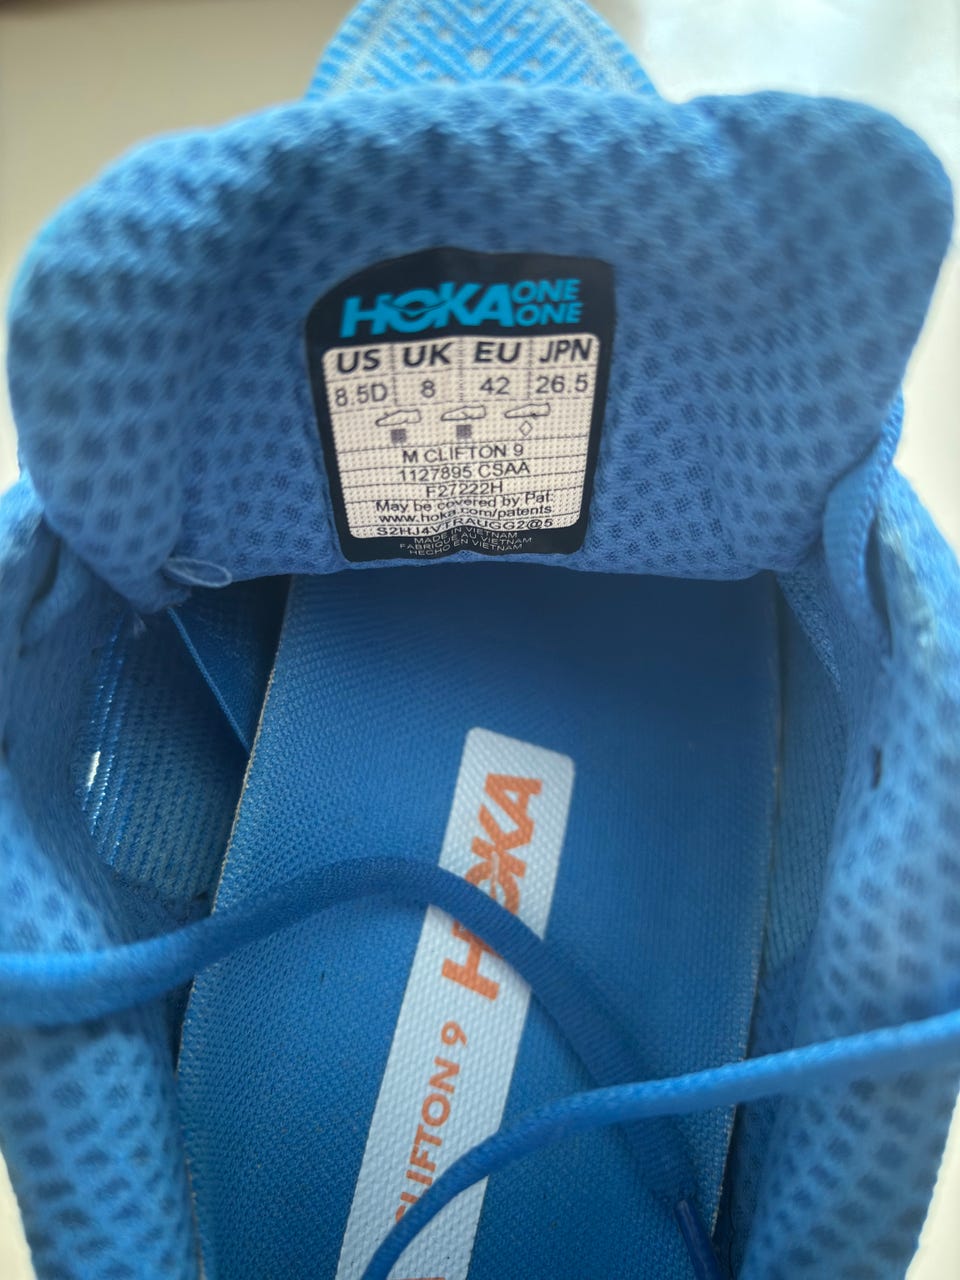 HOKA ONE ONE
US UK EU JPN
8.5D 8 42 26.5
M CLIFTON 9
1127895 CSAA
F27222H
May be covered by Pat:
www.hoka.com/patents
S2HJ4VTRAUGG2@5
MADE IN VIETNAM
FABRIQUE AU VIETNAM
HECHO EN VIETNAM
HOKA
CLIFTON 9